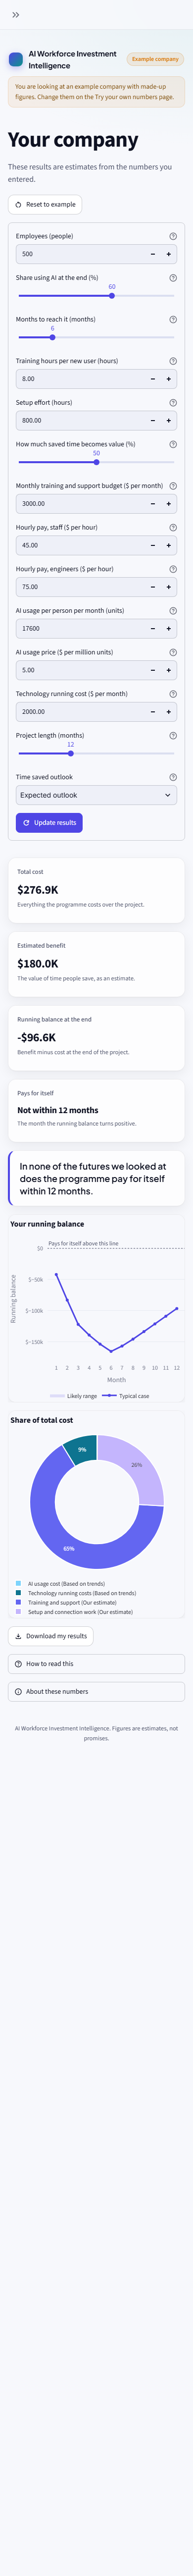 AI Workforce Investment
Intelligence
Example company
You are looking at an example company with made-up
figures. Change them on the Try your own numbers page.
Your company
These results are estimates from the numbers you
entered.
Reset to example
Employees (people)
500
Share using AI at the end (%)
60
Months to reach it (months)
6
Training hours per new user (hours)
8.00
Setup effort (hours)
800.00
How much saved time becomes value (%)
50
Monthly training and support budget ($ per month)
3000.00
Hourly pay, staff ($ per hour)
45.00
Hourly pay, engineers ($ per hour)
75.00
AI usage per person per month (units)
17600
AI usage price ($ per million units)
5.00
Technology running cost ($ per month)
2000.00
Project length (months)
12
Time saved outlook
Expected outlook
Update results
Total cost
$276.9K
Everything the programme costs over the project.
Estimated benefit
$180.0K
The value of time people save, as an estimate.
Running balance at the end
-$96.6K
Benefit minus cost at the end of the project.
Pays for itself
Not within 12 months
The month the running balance turns positive.
In none of the futures we looked at
does the programme pay for itself
within 12 months.
Your running balance
Pays for itself above this line
$0
$−50k
$−100k
$−150k
Running balance
1 2 3 4 5 6 7 8 9 10 11 12
Month
Likely range
Typical case
Share of total cost
9%
26%
65%
AI usage cost (Based on trends)
Technology running costs (Based on trends)
Training and support (Our estimate)
Setup and connection work (Our estimate)
Download my results
How to read this
About these numbers
AI Workforce Investment Intelligence. Figures are estimates, not
promises.